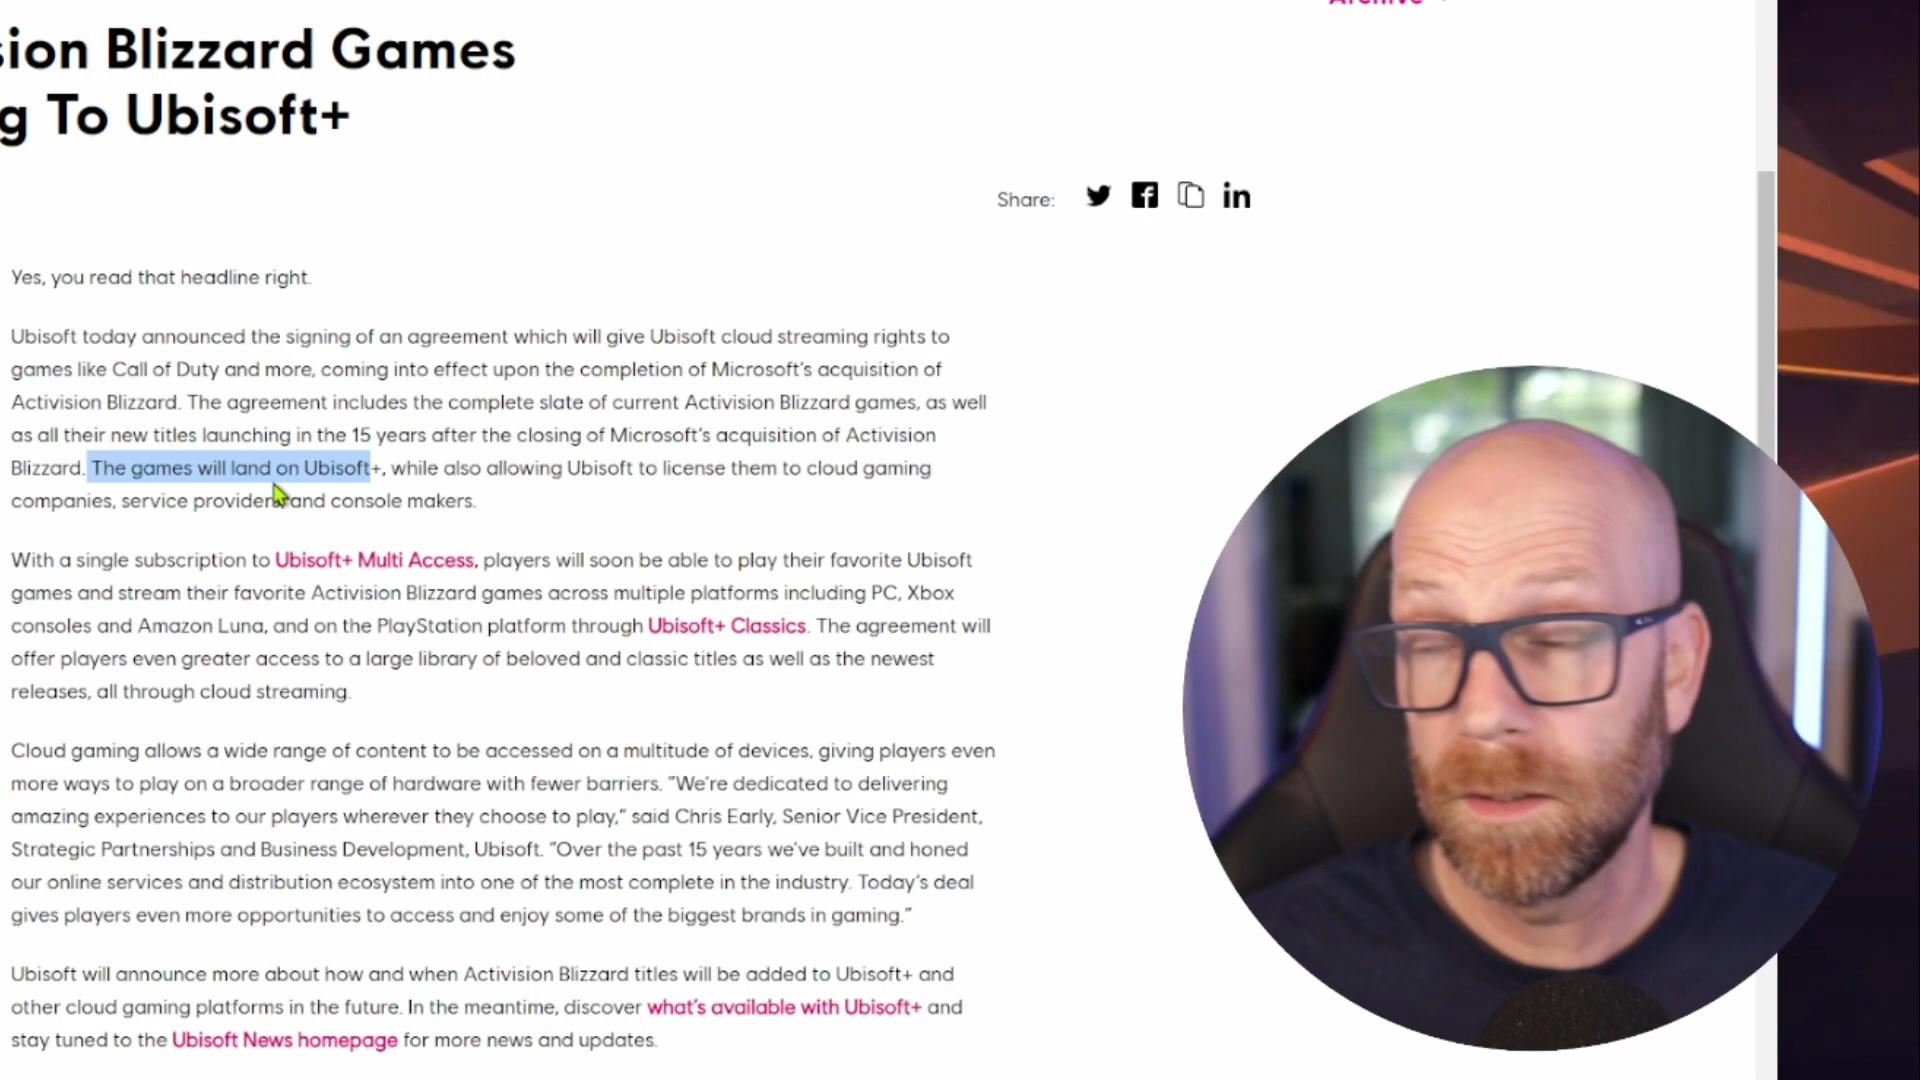 Archive
sion Blizzard Games
g To Ubisoft+
Share:
Yes, you read that headline right.
Ubisoft today announced the signing of an agreement which will give Ubisoft cloud streaming rights to
games like Call of Duty and more, coming into effect upon the completion of Microsoft's acquisition of
Activision Blizzard. The agreement includes the complete slate of current Activision Blizzard games, as well
as all their new titles launching in the 15 years after the closing of Microsoft's acquisition of Activision
Blizzard. The games will land on Ubisoft+, while also allowing Ubisoft to license them to cloud gaming
companies, service providers and console makers.
With a single subscription to Ubisoft+ Multi Access, players will soon be able to play their favorite Ubisoft
games and stream their favorite Activision Blizzard games across multiple platforms including PC, Xbox
consoles and Amazon Luna, and on the PlayStation platform through Ubisoft+ Classics. The agreement will
offer players even greater access to a large library of beloved and classic titles as well as the newest
releases, all through cloud streaming.
Cloud gaming allows a wide range of content to be accessed on a multitude of devices, giving players even
more ways to play on a broader range of hardware with fewer barriers. "We're dedicated to delivering
amazing experiences to our players wherever they choose to play," said Chris Early, Senior Vice President,
Strategic Partnerships and Business Development, Ubisoft. "Over the past 15 years we've built and honed
our online services and distribution ecosystem into one of the most complete in the industry. Today's deal
gives players even more opportunities to access and enjoy some of the biggest brands in gaming."
Ubisoft will announce more about how and when Activision Blizzard titles will be added to Ubisoft+ and
other cloud gaming platforms in the future. In the meantime, discover what's available with Ubisoft+ and
stay tuned to the Ubisoft News homepage for more news and updates.